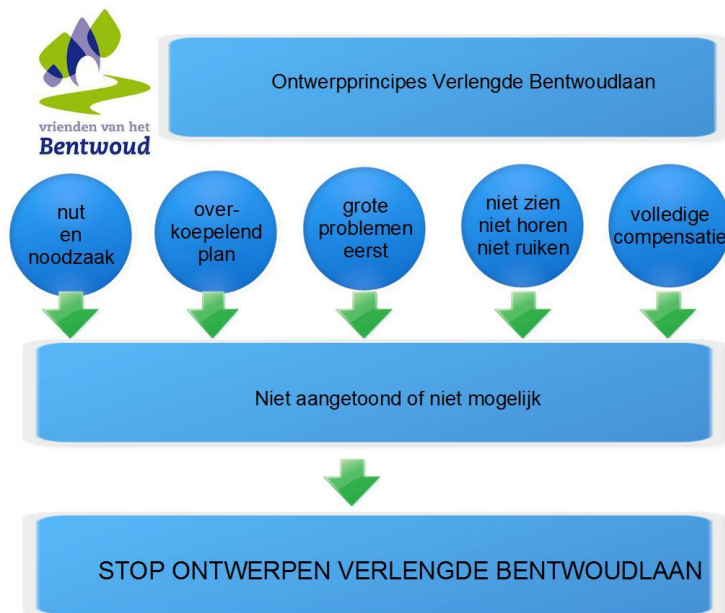 vrienden van het
Bentwoud
Ontwerpprincipes Verlengde Bentwoudlaan
nut
en
noodzaak
over-
koepelend
plan
grote
problemen
eerst
niet zien
niet horen
niet ruiken
volledige
compensatie
Niet aangetoond of niet mogelijk
STOP ONTWERPEN VERLENGDE BENTWOUDLAAN